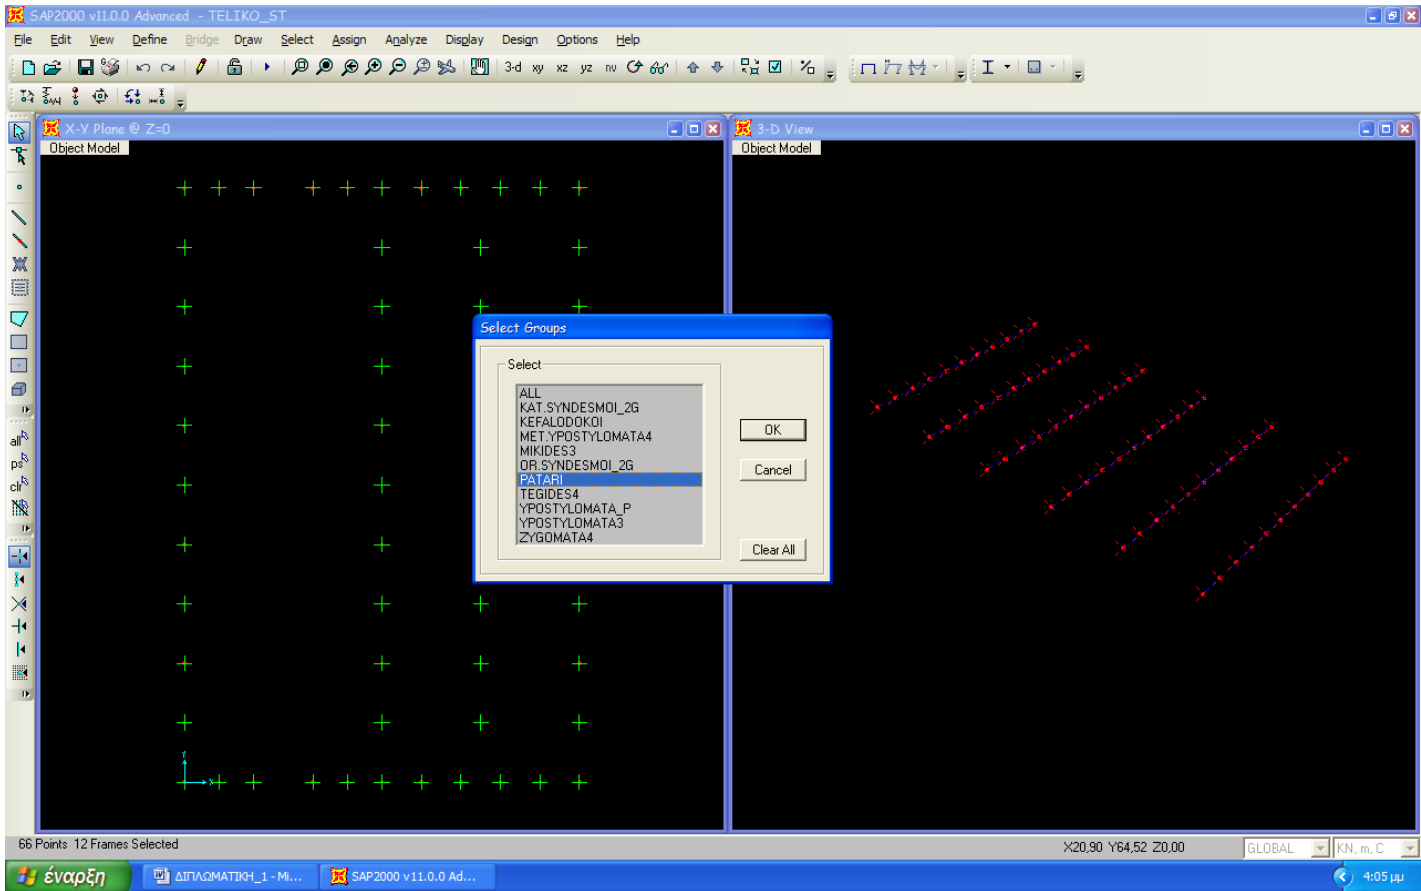 SAP2000 v11.0.0 Advanced - TELIKO_ST
File Edit View Define Bridge Draw Select Assign Analyze Display Design Options Help
3-d xy xz yz nv
X-Y Plane @ Z=0
3-D View
Object Model
Object Model
Select Groups
Select
ALL
KAT.SYNDESMOI_2G
KEFALODOKOI
MET.YPOSTYLOMATA4
MIKIDES3
OR.SYNDESMOI_2G
PATARI
TEGIDES4
YPOSTYLOMATA_P
YPOSTYLOMATA3
ZYGOMATA4
OK
Cancel
Clear All
all
ps
clr
Y
X
66 Points 12 Frames Selected
X20,90 Y64,52 Z0,00
GLOBAL
KN, m, C
έναρξη
ΔΙΠΛΩΜΑΤΙΚΗ_1 - Mi...
SAP2000 v11.0.0 Ad...
4:05 μμ